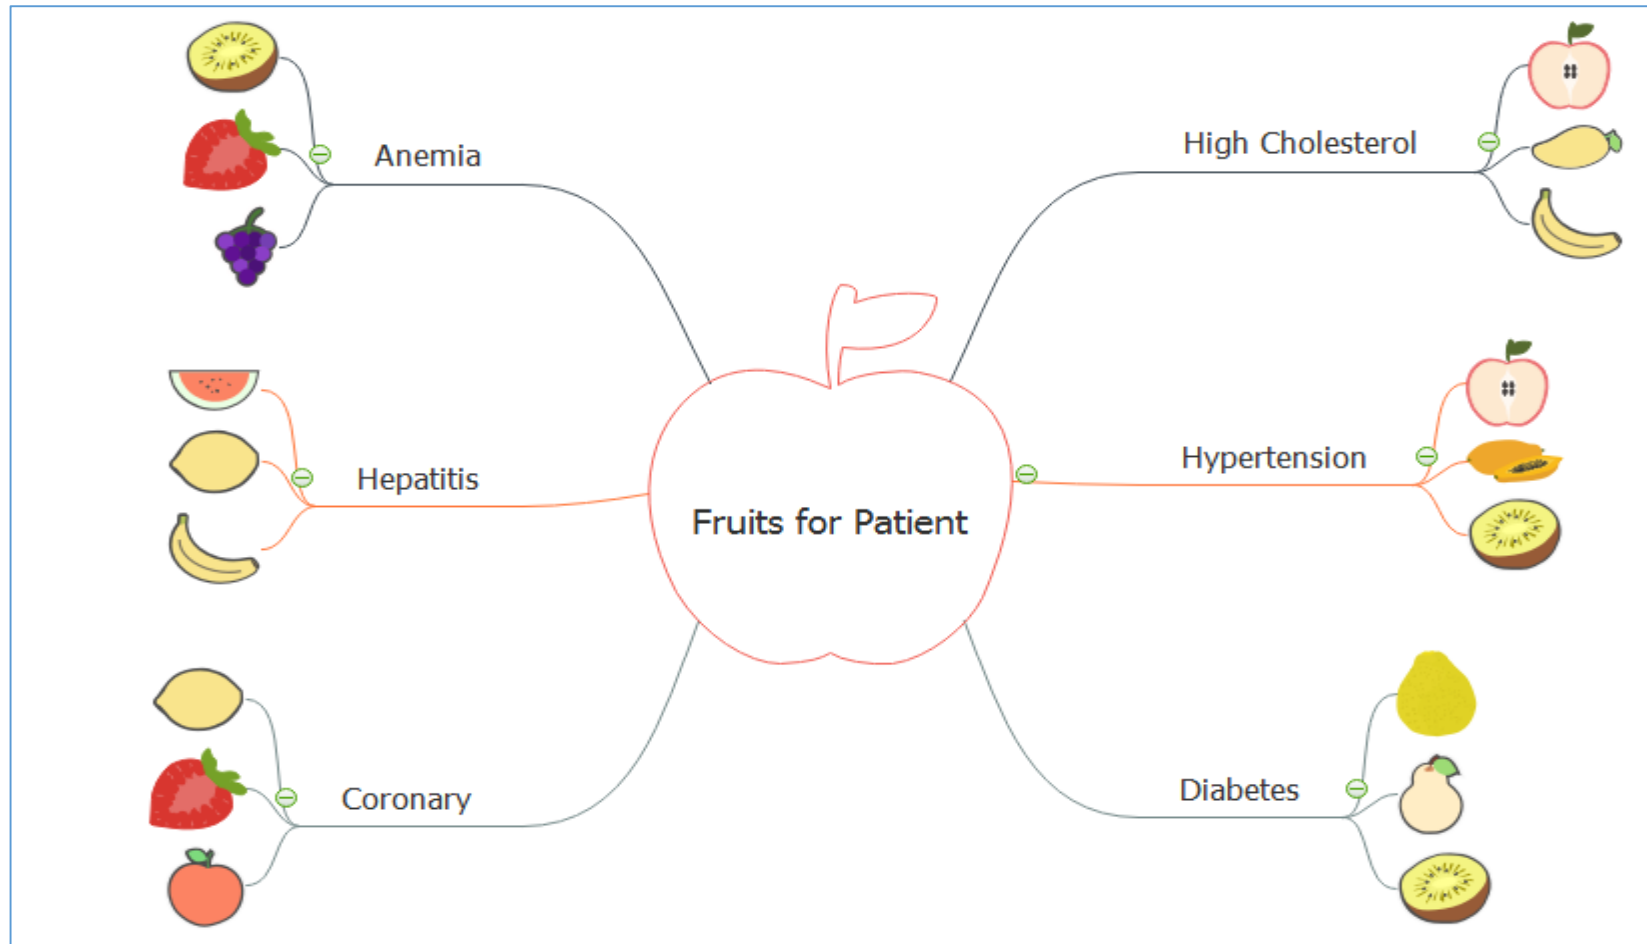 Anemia
High Cholesterol
Hepatitis
Hypertension
Fruits for Patient
Coronary
Diabetes